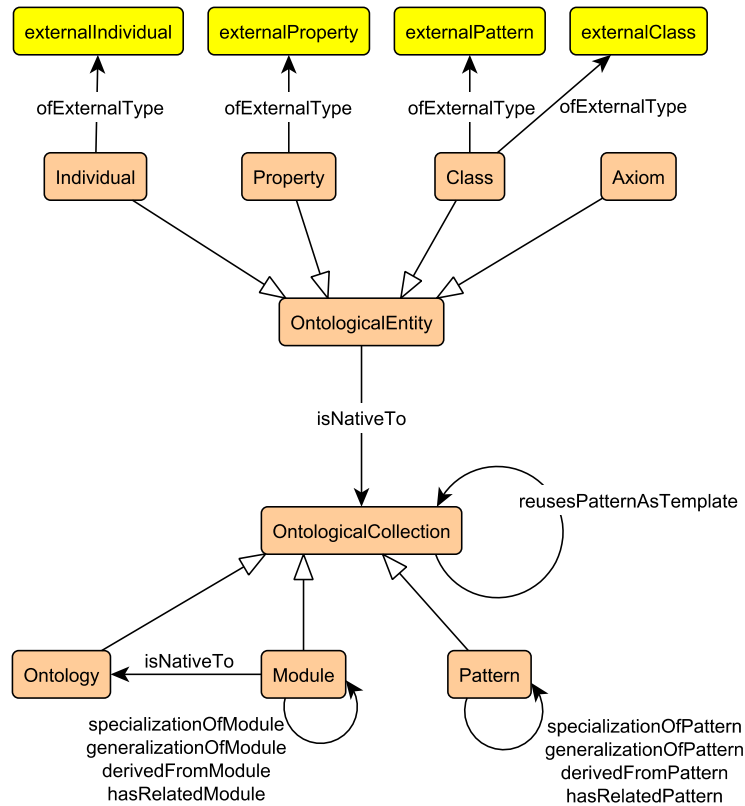 externalIndividual
externalProperty
externalPattern
externalClass
ofExternalType
ofExternalType
ofExternalType
ofExternalType
Individual
Property
Class
Axiom
OntologicalEntity
isNativeTo
reusesPatternAsTemplate
OntologicalCollection
isNativeTo
Ontology
Module
Pattern
specializationOfModule
generalizationOfModule
derivedFromModule
hasRelatedModule
specializationOfPattern
generalizationOfPattern
derivedFromPattern
hasRelatedPattern